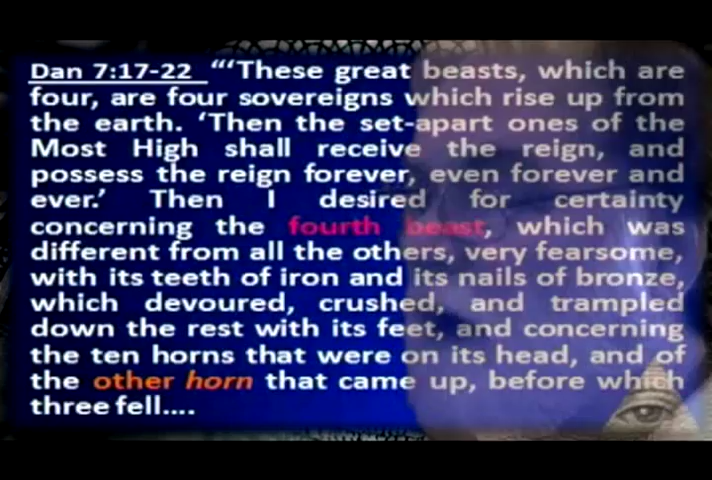 Dan 7:17-22 “‘These great beasts, which are
four, are four sovereigns which rise up from
the earth. ‘Then the set-apart ones of the
Most High shall receive the reign, and
possess the reign forever, even forever and
ever.’ Then I desired for certainty
concerning the fourth beast, which was
different from all the others, very fearsome,
with its teeth of iron and its nails of bronze,
which devoured, crushed, and trampled
down the rest with its feet, and concerning
the ten horns that were on its head, and of
the other horn that came up, before which
three fell....